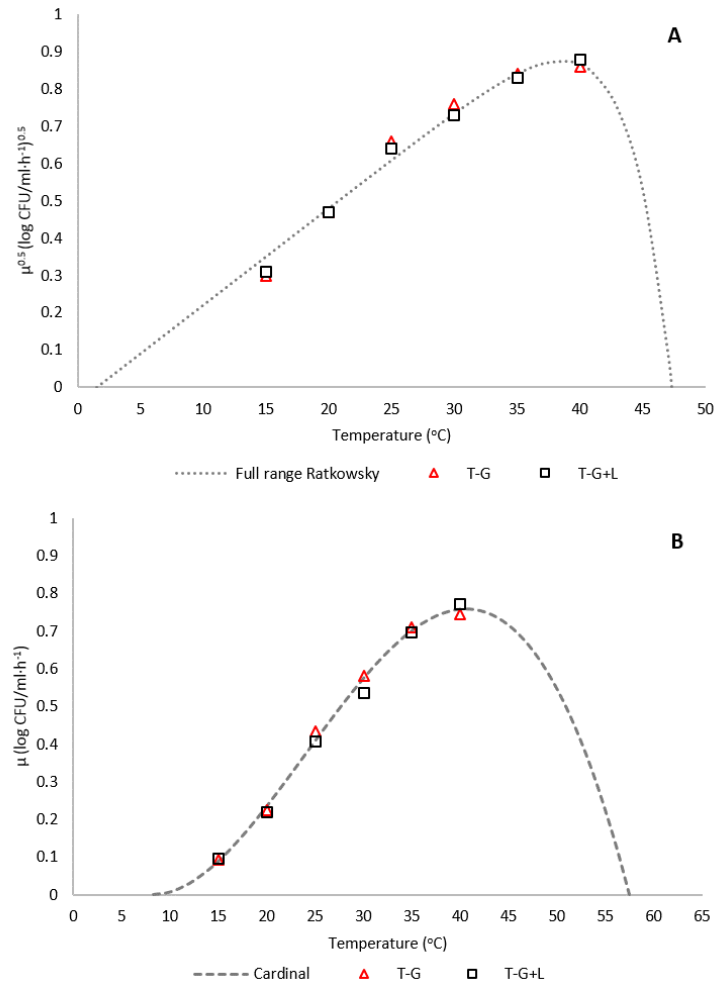 A
1
0.9
0.8
0.7
0.6
0.5
0.4
0.3
0.2
0.1
0
μ0.5 (log CFU/ml·h-1)0.5
0 5 10 15 20 25 30 35 40 45 50
Temperature (oC)
Full range Ratkowsky T-G T-G+L
B
1
0.9
0.8
0.7
0.6
0.5
0.4
0.3
0.2
0.1
0
μ (log CFU/ml·h-1)
0 5 10 15 20 25 30 35 40 45 50 55 60 65
Temperature (oC)
Cardinal T-G T-G+L